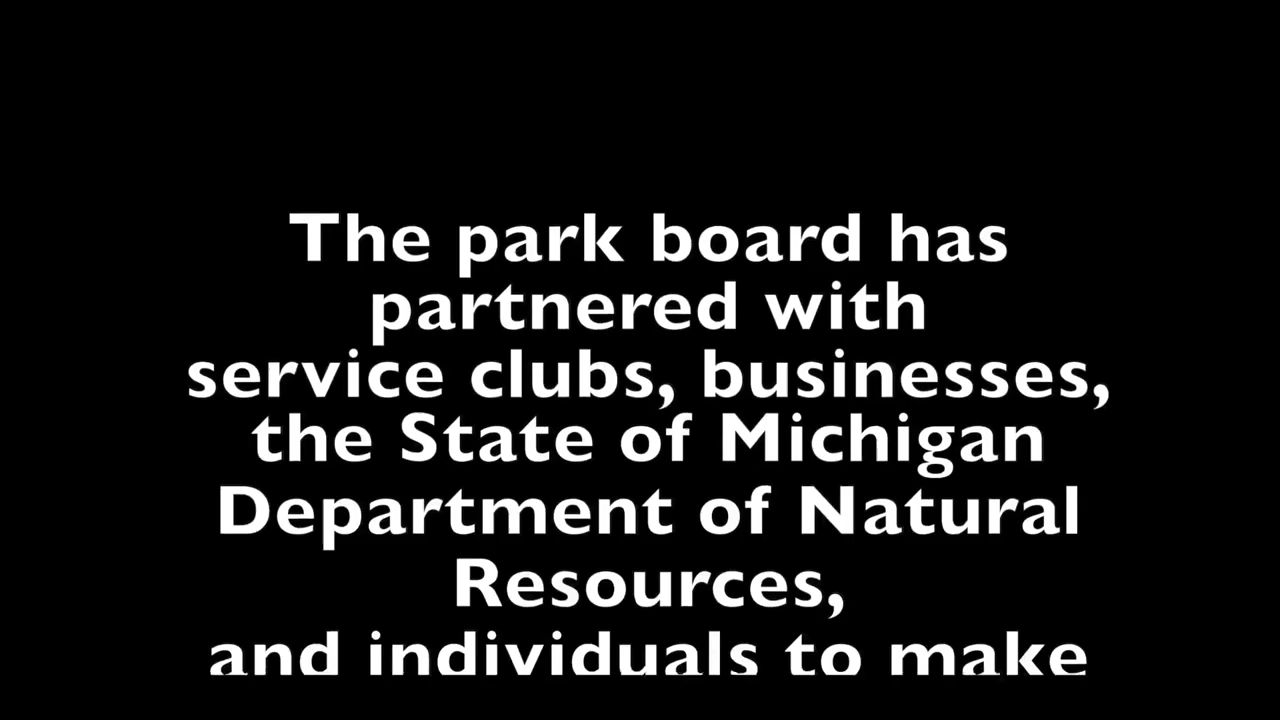 The park board has
partnered with
service clubs, businesses,
the State of Michigan
Department of Natural
Resources,
and individuals to make